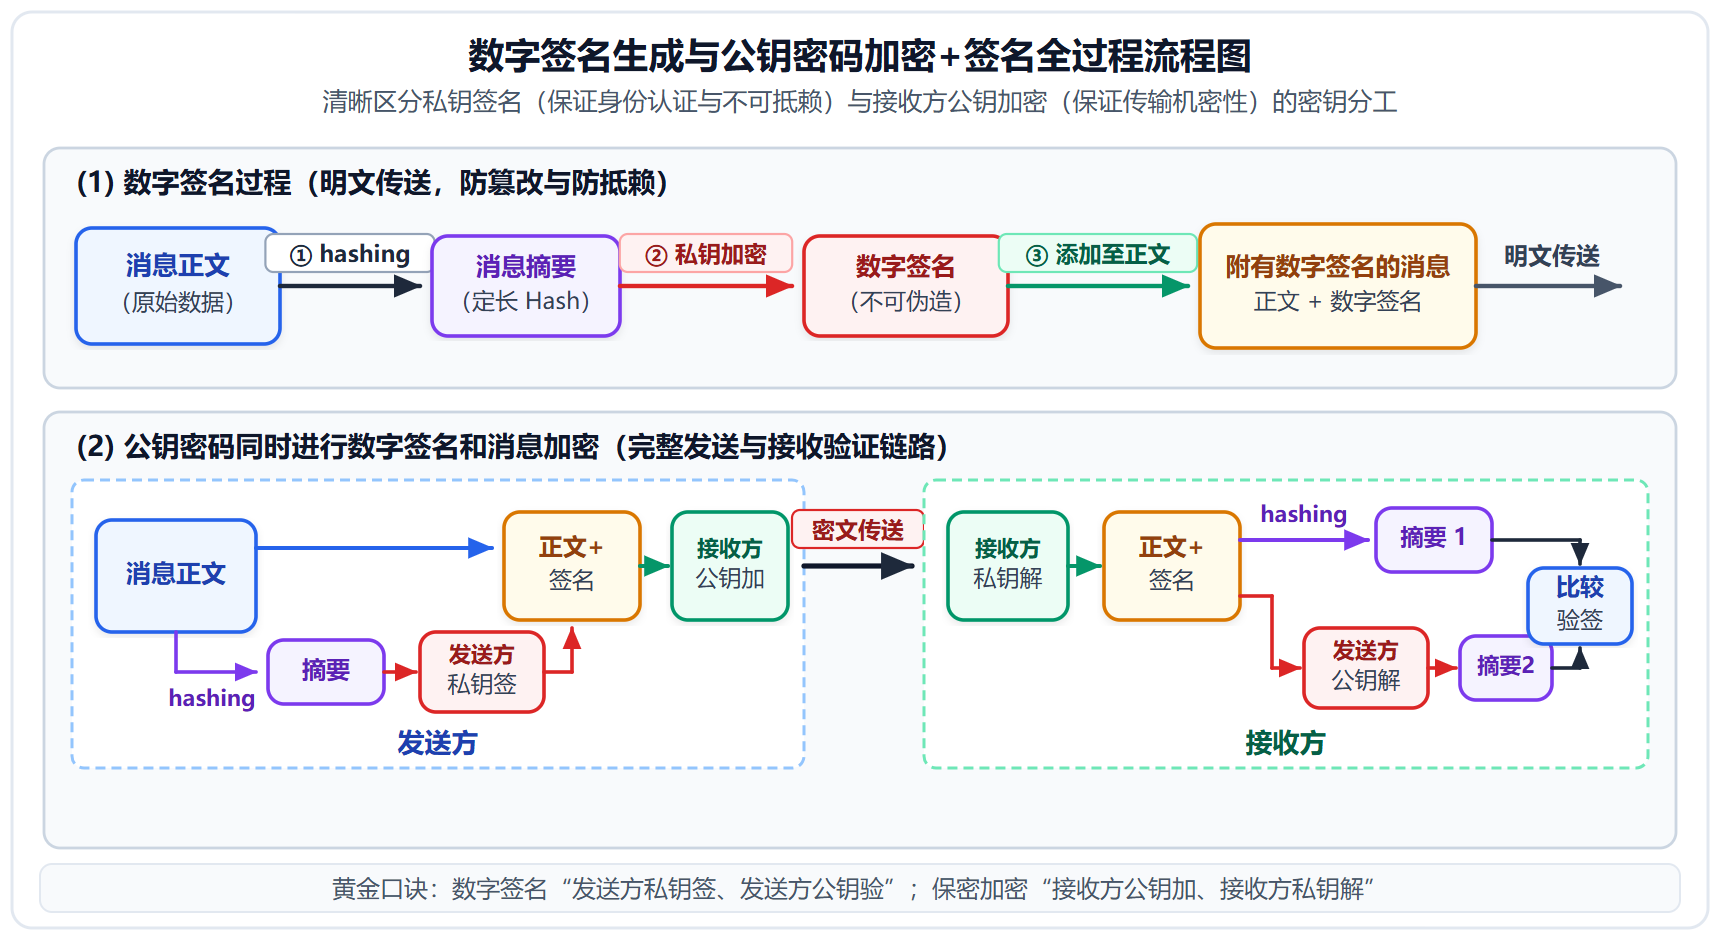 数字签名生成与公钥密码加密+签名全过程流程图
清晰区分私钥签名（保证身份认证与不可抵赖）与接收方公钥加密（保证传输机密性）的密钥分工
(1) 数字签名过程（明文传送，防篡改与防抵赖）
消息正文
（原始数据）
① hashing
消息摘要
（定长 Hash）
② 私钥加密
数字签名
（不可伪造）
③ 添加至正文
附有数字签名的消息
正文 + 数字签名
明文传送
(2) 公钥密码同时进行数字签名和消息加密（完整发送与接收验证链路）
消息正文
hashing
摘要
发送方
私钥签
正文+
签名
接收方
公钥加
发送方
密文传送
接收方
私钥解
正文+
签名
hashing
摘要 1
发送方
公钥解
摘要2
比较
验签
接收方
黄金口诀：数字签名“发送方私钥签、发送方公钥验”；保密加密“接收方公钥加、接收方私钥解”